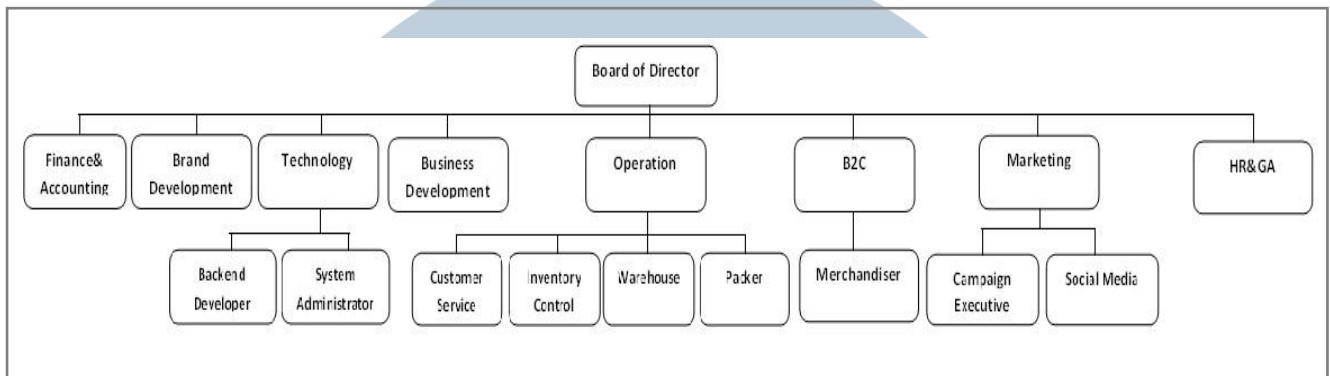 Board of Director
Finance&
Accounting
Brand
Development
Technology
Business
Development
Operation
B2C
Marketing
HR&GA
Backend
Developer
System
Administrator
Customer
Service
Inventory
Control
Warehouse
Packer
Merchandiser
Campaign
Executive
Social Media